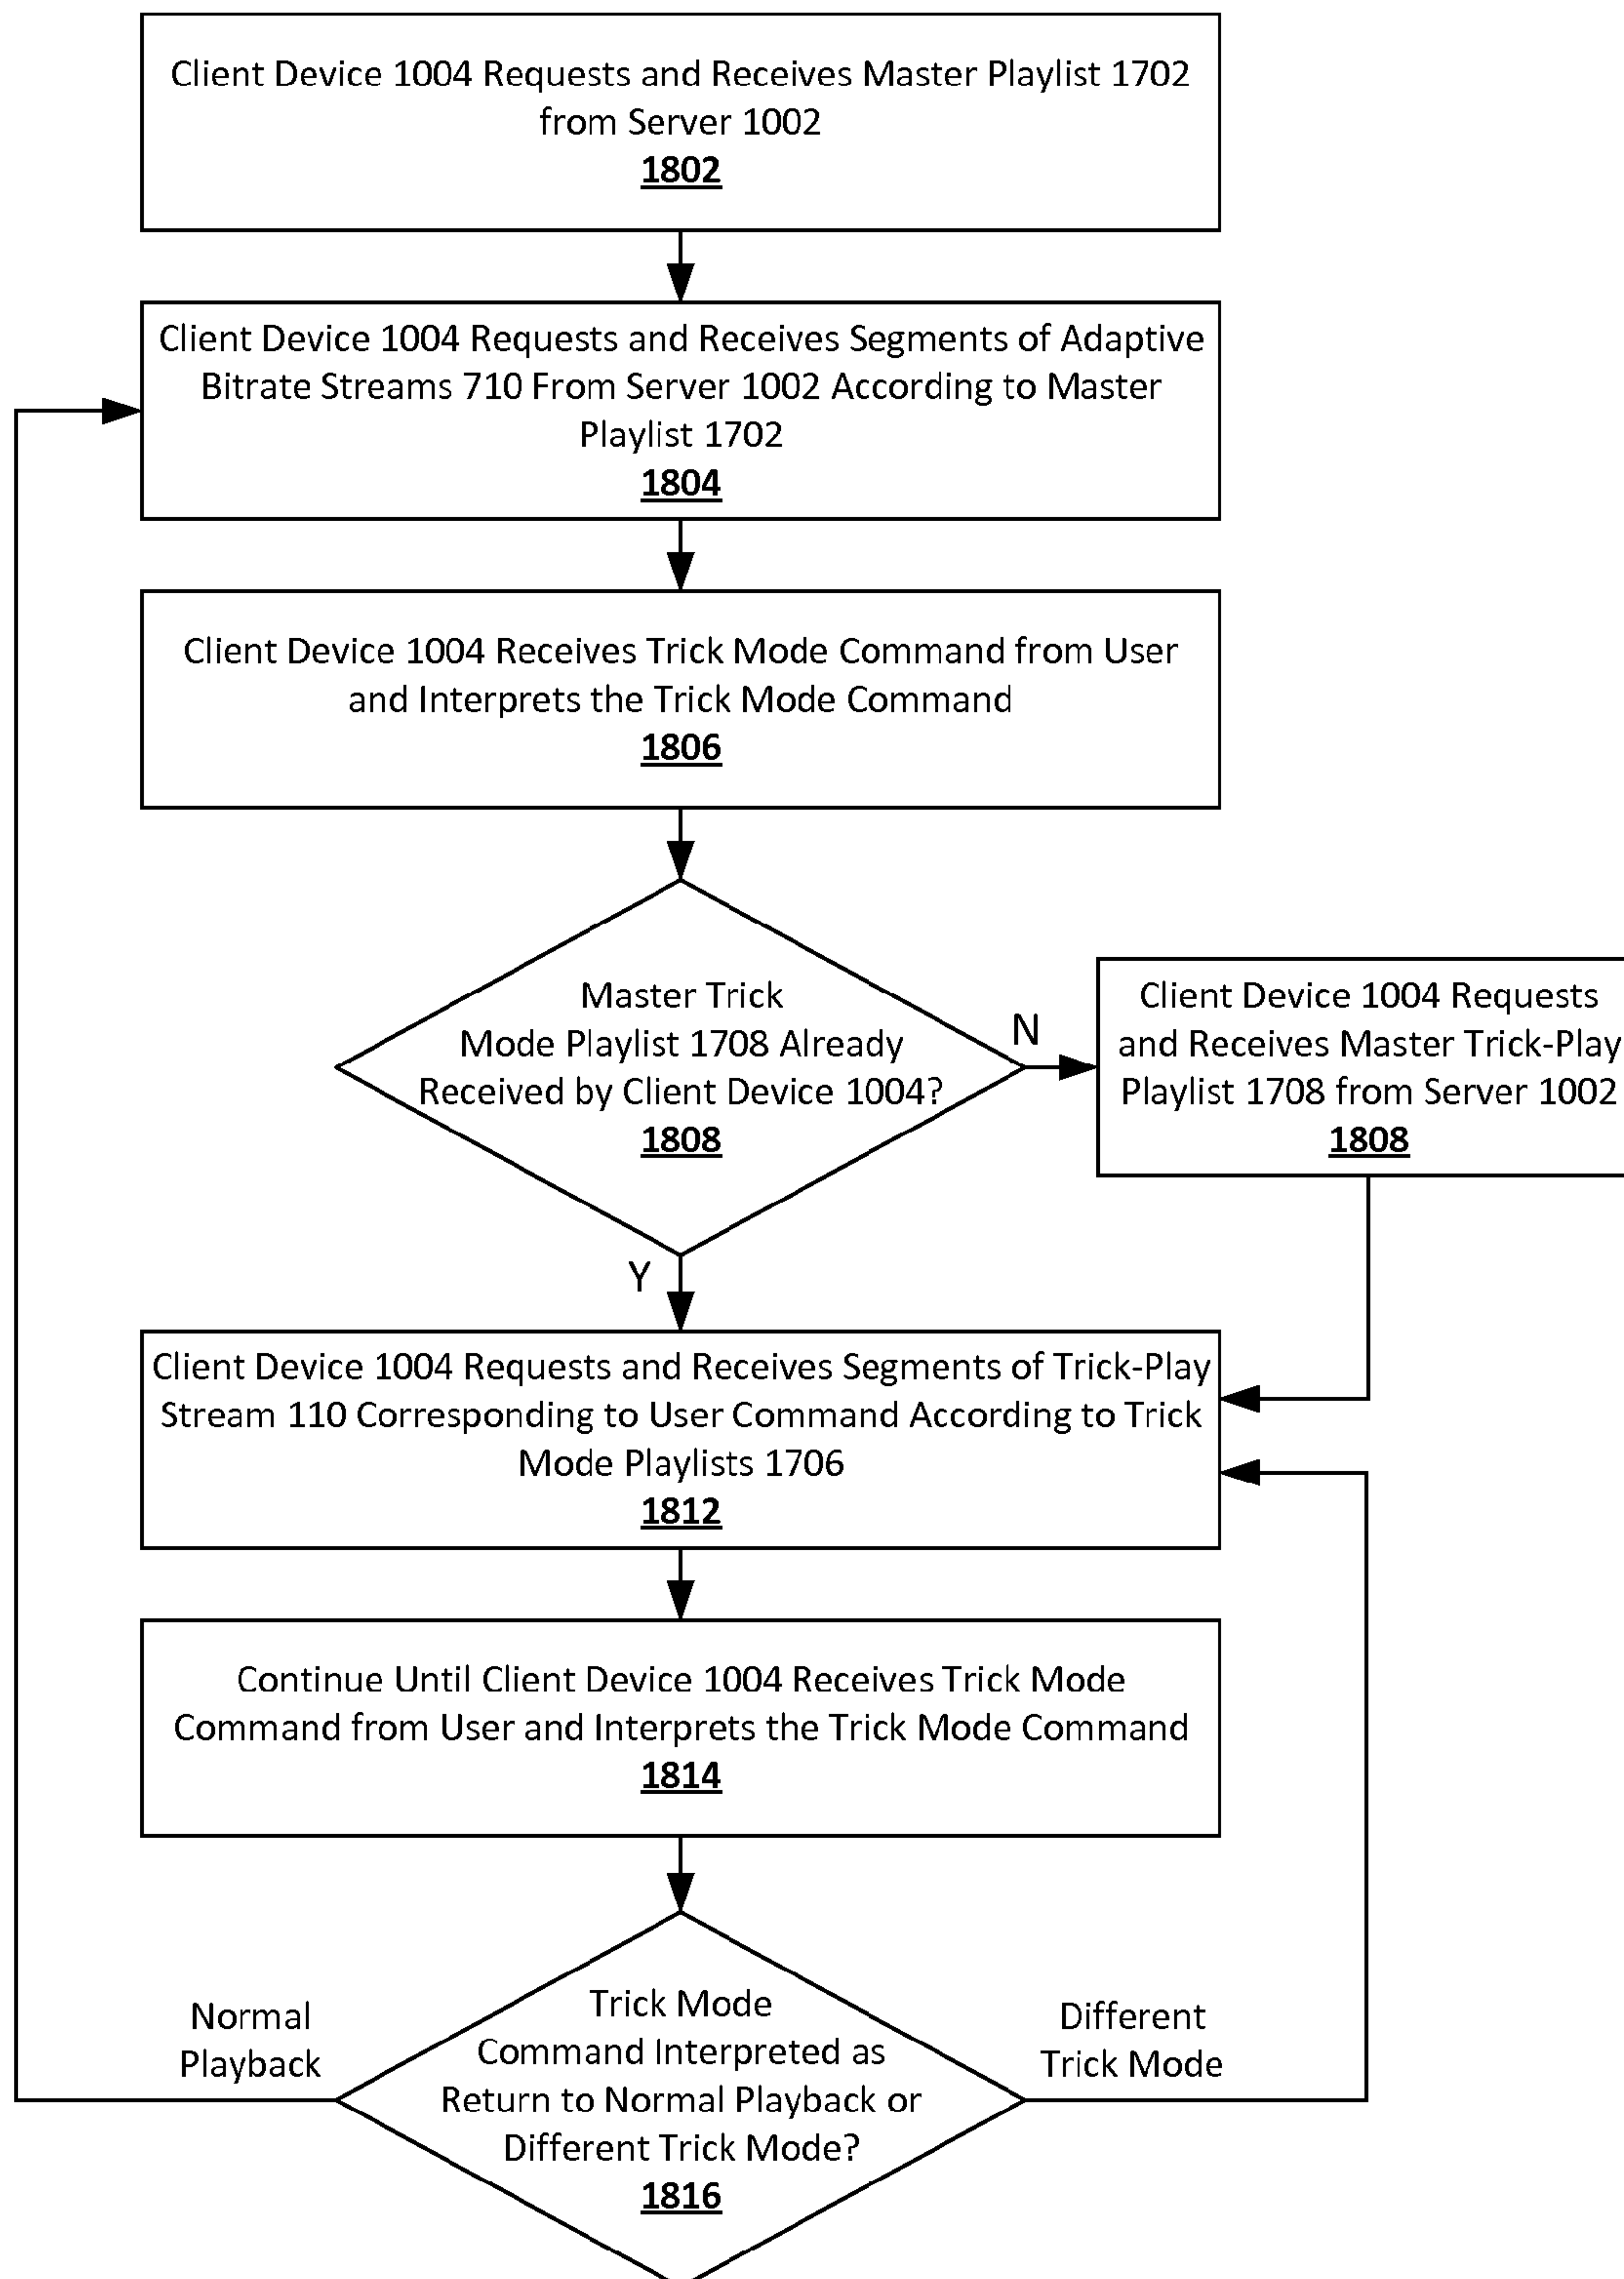 Client Device 1004 Requests and Receives Master Playlist 1702
from Server 1002
1802
Client Device 1004 Requests and Receives Segments of Adaptive
Bitrate Streams 710 From Server 1002 According to Master
Playlist 1702
1804
Client Device 1004 Receives Trick Mode Command from User
and Interprets the Trick Mode Command
1806
Master Trick
Mode Playlist 1708 Already
Received by Client Device 1004?
1808
N
Client Device 1004 Requests
and Receives Master Trick-Play
Playlist 1708 from Server 1002
1808
Y
Client Device 1004 Requests and Receives Segments of Trick-Play
Stream 110 Corresponding to User Command According to Trick
Mode Playlists 1706
1812
Continue Until Client Device 1004 Receives Trick Mode
Command from User and Interprets the Trick Mode Command
1814
Normal
Playback
Trick Mode
Command Interpreted as
Return to Normal Playback or
Different Trick Mode?
1816
Different
Trick Mode